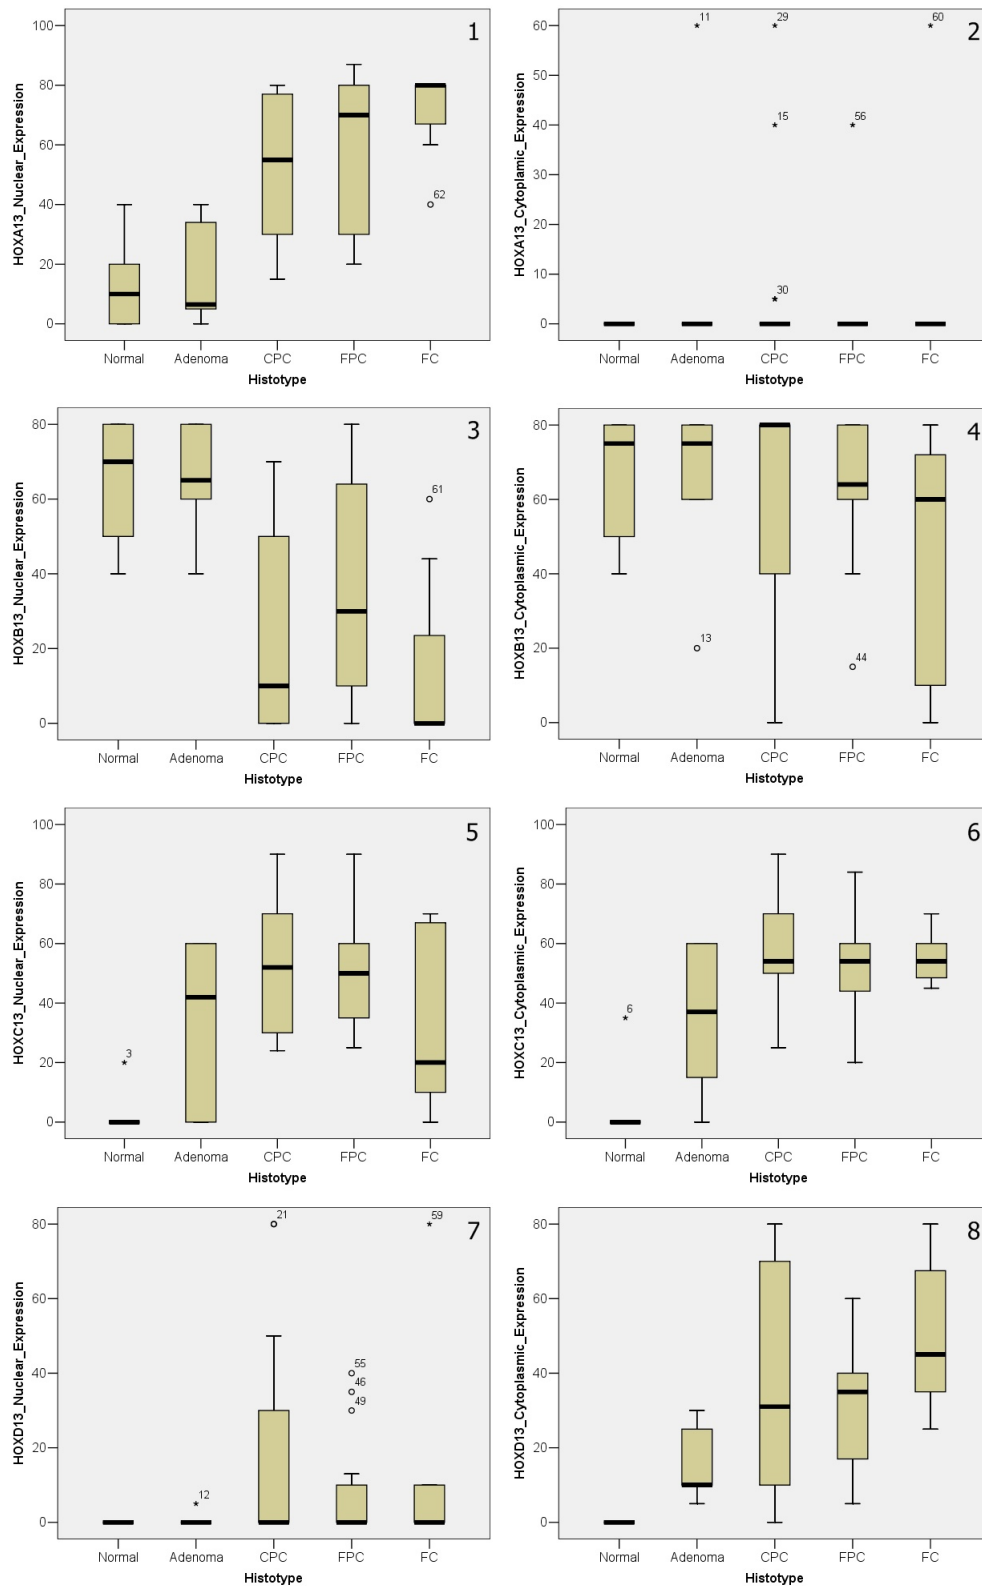 1
HOXA13_Nuclear_Expression
100
80
60
40
20
0
62
Normal Adenoma CPC FPC FC
Histotype
2
HOXA13_Cytoplamic_Expression
60
50
40
30
20
10
0
11 29 60
15 56
30
Normal Adenoma CPC FPC FC
Histotype
3
HOXB13_Nuclear_Expression
80
60
40
20
0
61
Normal Adenoma CPC FPC FC
Histotype
4
HOXB13_Cytoplasmic_Expression
80
60
40
20
0
13 44
Normal Adenoma CPC FPC FC
Histotype
5
HOXC13_Nuclear_Expression
100
80
60
40
20
0
3
Normal Adenoma CPC FPC FC
Histotype
6
HOXC13_Cytoplasmic_Expression
100
80
60
40
20
0
6
Normal Adenoma CPC FPC FC
Histotype
7
HOXD13_Nuclear_Expression
80
60
40
20
0
21 59
55
46
49
12
Normal Adenoma CPC FPC FC
Histotype
8
HOXD13_Cytoplasmic_Expression
80
60
40
20
0
Normal Adenoma CPC FPC FC
Histotype